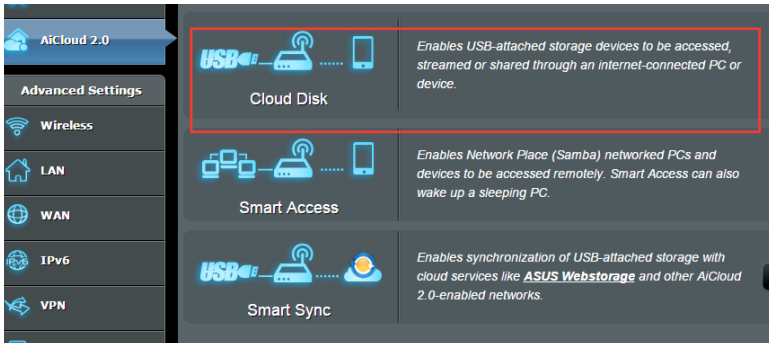 AiCloud 2.0
Advanced Settings
Wireless
LAN
WAN
IPv6
IPv6
VPN
USB
Cloud Disk
Enables USB-attached storage devices to be accessed,
streamed or shared through an internet-connected PC or
device.
Smart Access
Enables Network Place (Samba) networked PCs and
devices to be accessed remotely. Smart Access can also
wake up a sleeping PC.
USB
Smart Sync
Enables synchronization of USB-attached storage with
cloud services like ASUS Webstorage and other AiCloud
2.0-enabled networks.